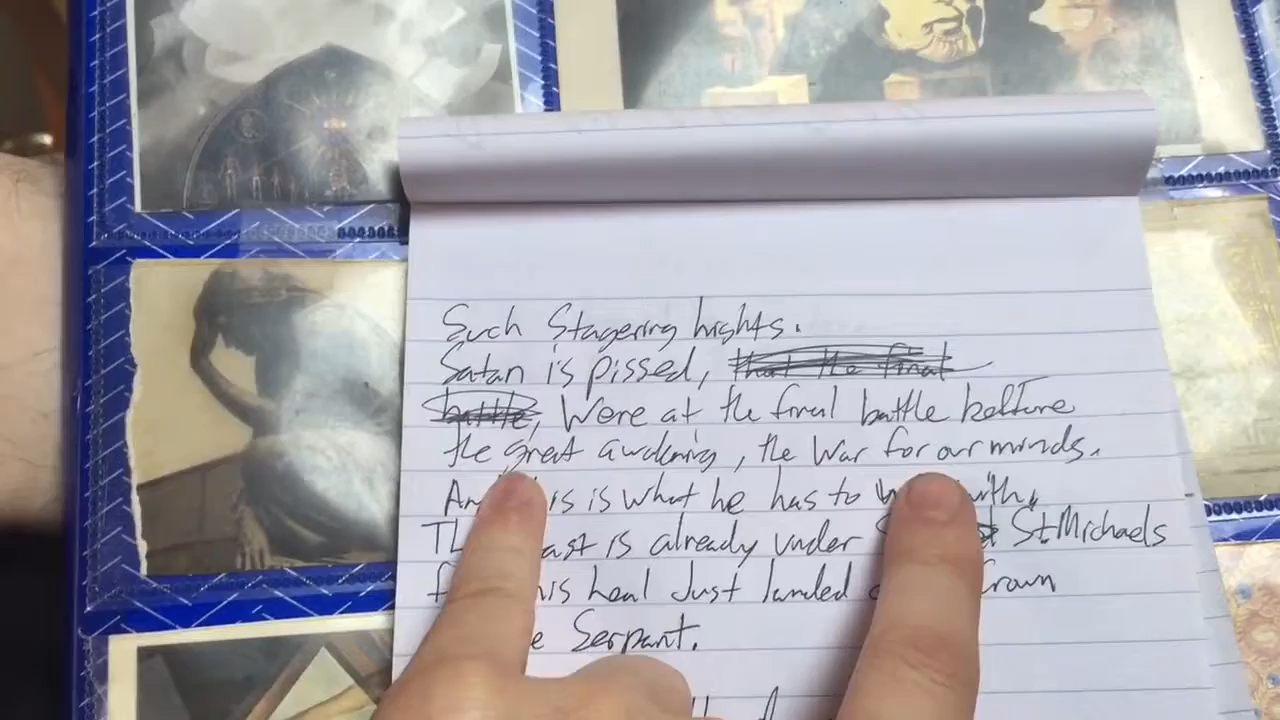 Such Stagering hights.
Satan is pissed, that the final
battle, Were at the final battle before
the great awakening, the War for our minds.
is is what he has to with.
is already under St Michaels
his heal Just landed Crown
Serpant.